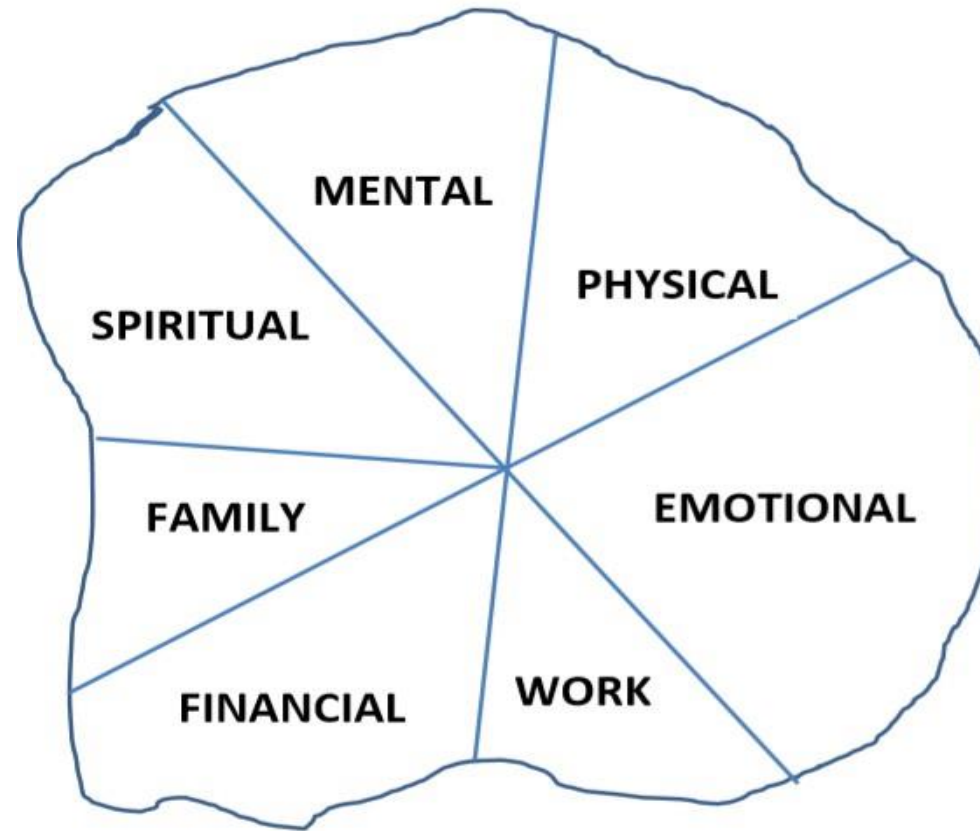 MENTAL
PHYSICAL
SPIRITUAL
EMOTIONAL
FAMILY
WORK
FINANCIAL